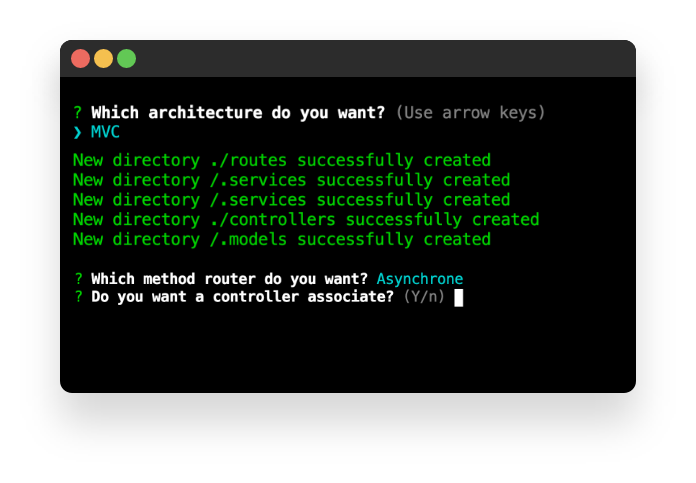 ? Which architecture do you want? (Use arrow keys)
❯ MVC
New directory ./routes successfully created
New directory /.services successfully created
New directory /.services successfully created
New directory ./controllers successfully created
New directory /.models successfully created
? Which method router do you want? Asynchrone
? Do you want a controller associate? (Y/n)